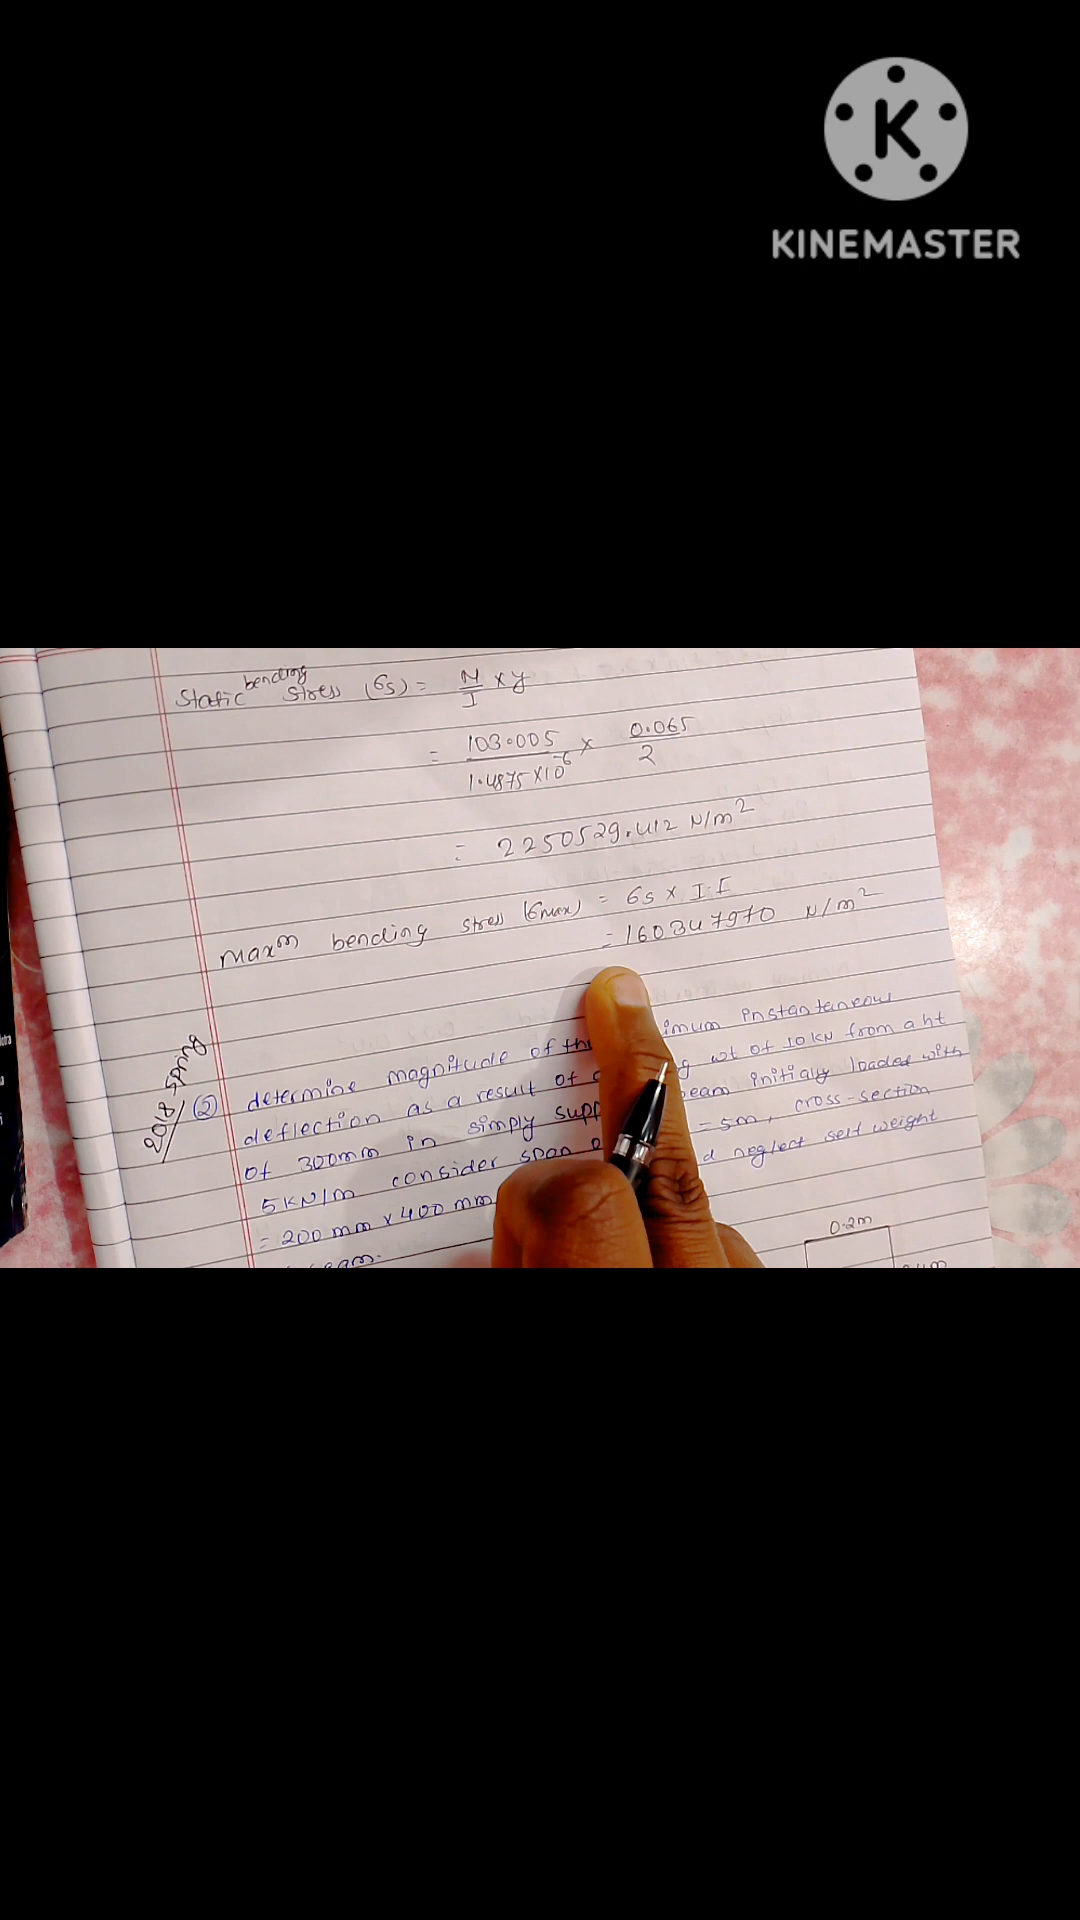 KINEMASTER
Static bending stress (σs) = M/I × y
= 103.005/1.4875×10^-6 × 0.065/2
= 2250529.412 N/m²
Maxm bending stress (σmax) = σs × I.F
= 160347970 N/m²
2018 spring
② determine magnitude of the imum instantaneous
deflection as a result of wt of 10 kN from a ht
of 300mm in simply supp beam initially loaded with
5 kN/m consider span = 5m, cross-section
= 200 mm × 400 mm neglect self weight
0.2m